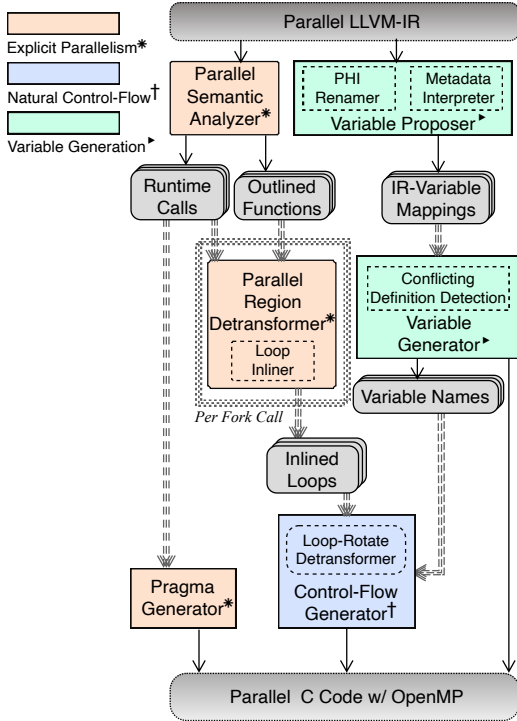 Parallel LLVM-IR
Explicit Parallelism*
Natural Control-Flow†
Variable Generation▸
Parallel
Semantic
Analyzer*
PHI
Renamer
Metadata
Interpreter
Variable Proposer▸
Runtime
Calls
Outlined
Functions
IR-Variable
Mappings
Parallel
Region
Detransformer*
Loop
Inliner
Per Fork Call
Conflicting
Definition Detection
Variable
Generator▸
Variable Names
Inlined
Loops
Loop-Rotate
Detransformer
Control-Flow
Generator†
Pragma
Generator*
Parallel C Code w/ OpenMP